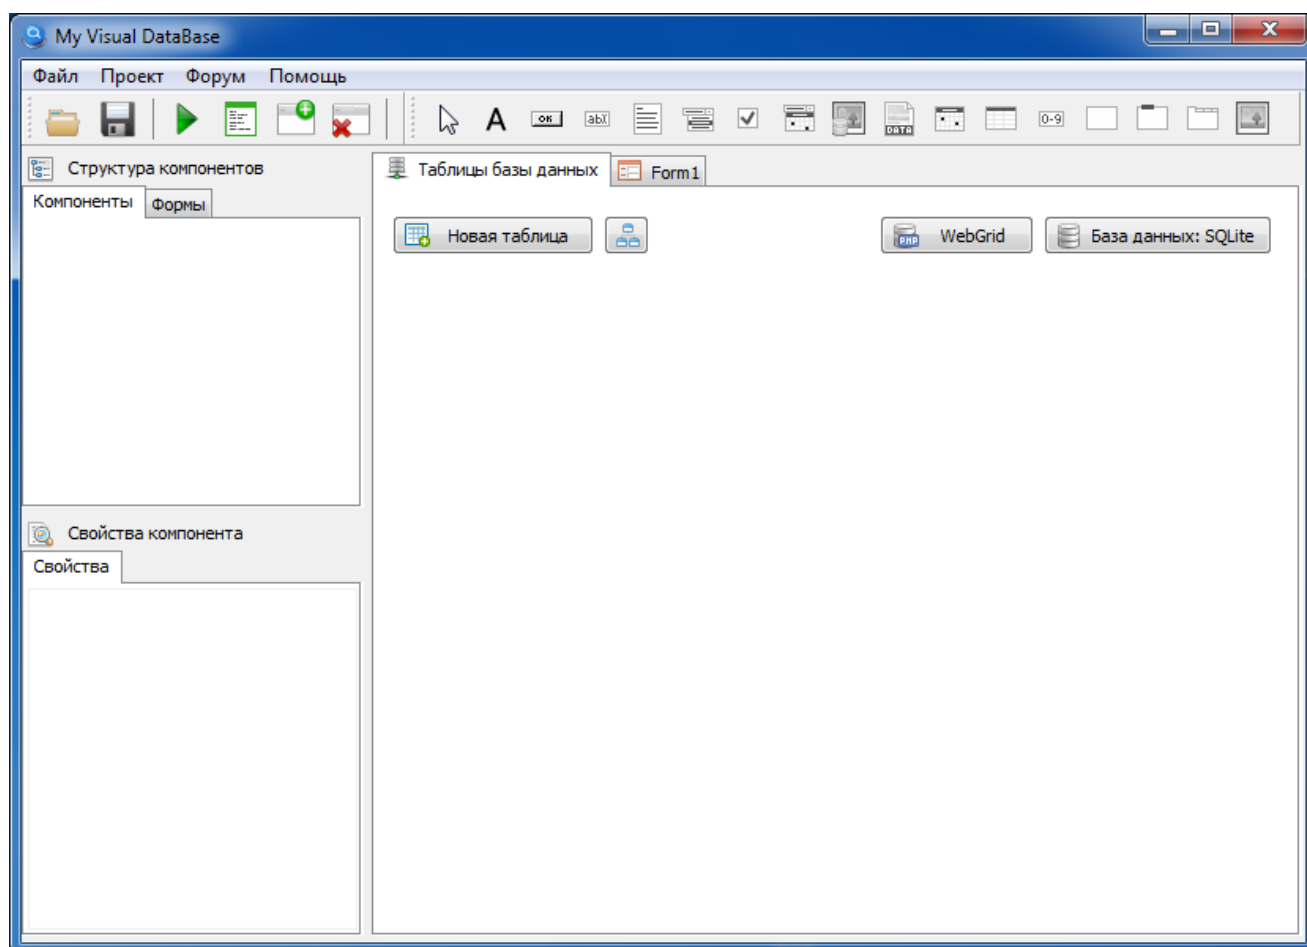 My Visual DataBase
Файл Проект Форум Помощь
A OK abI DATA 0-9
Структура компонентов
Таблицы базы данных Form1
Компоненты Формы
Новая таблица PHP WebGrid База данных: SQLite
Свойства компонента
Свойства